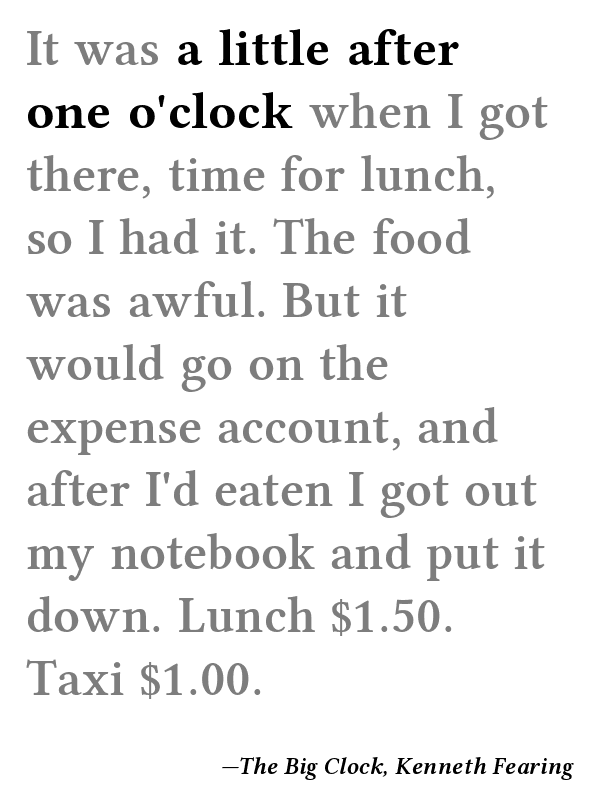 It was a little after
one o'clock when I got
there, time for lunch,
so I had it. The food
was awful. But it
would go on the
expense account, and
after I'd eaten I got out
my notebook and put it
down. Lunch $1.50.
Taxi $1.00.
—The Big Clock, Kenneth Fearing